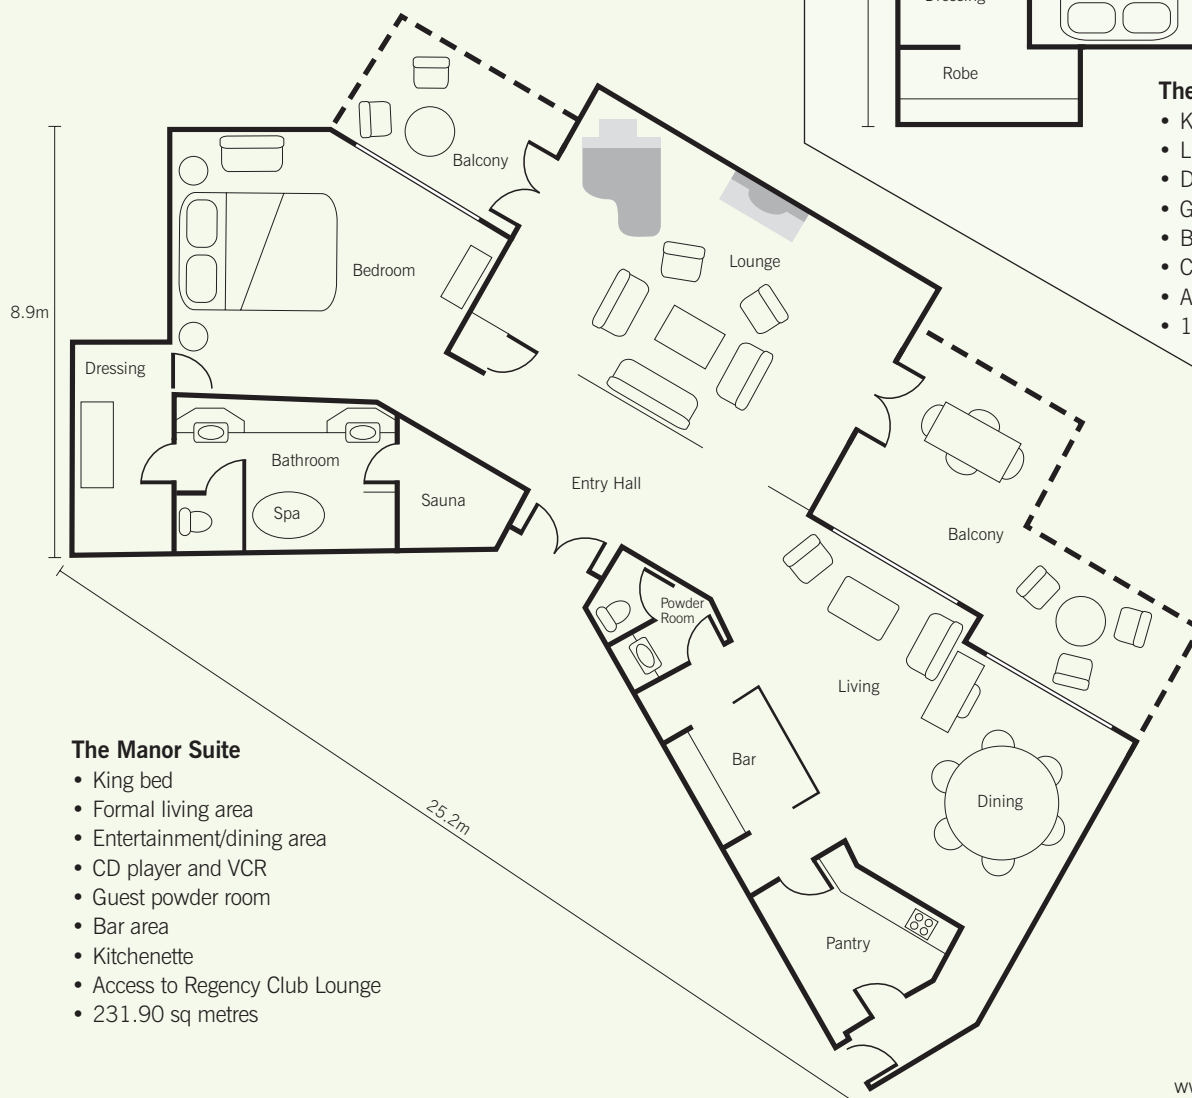 Robe
Balcony
Bedroom
Lounge
8.9m
Dressing
Bathroom
Sauna
Spa
Entry Hall
Balcony
Powder
Room
Living
Bar
Dining
Pantry
25.2m
The Manor Suite
• King bed
• Formal living area
• Entertainment/dining area
• CD player and VCR
• Guest powder room
• Bar area
• Kitchenette
• Access to Regency Club Lounge
• 231.90 sq metres
The
• K
• L
• D
• G
• B
• C
• A
• 1